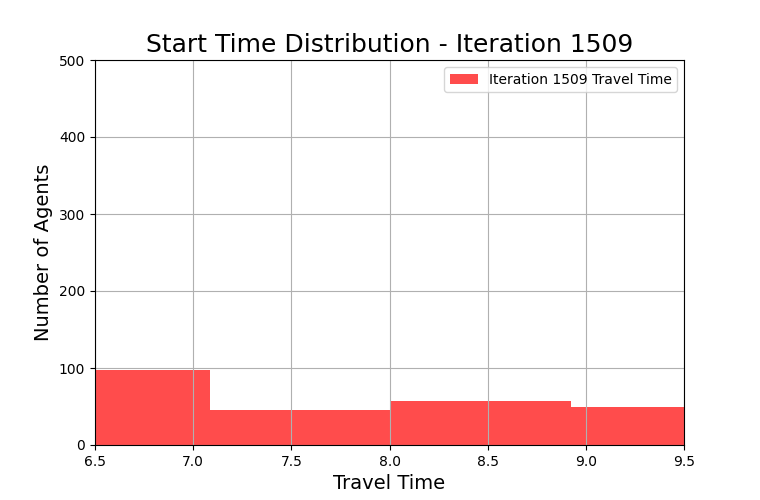 Start Time Distribution - Iteration 1509
500
400
300
200
100
0
Number of Agents
Iteration 1509 Travel Time
6.5 7.0 7.5 8.0 8.5 9.0 9.5
Travel Time